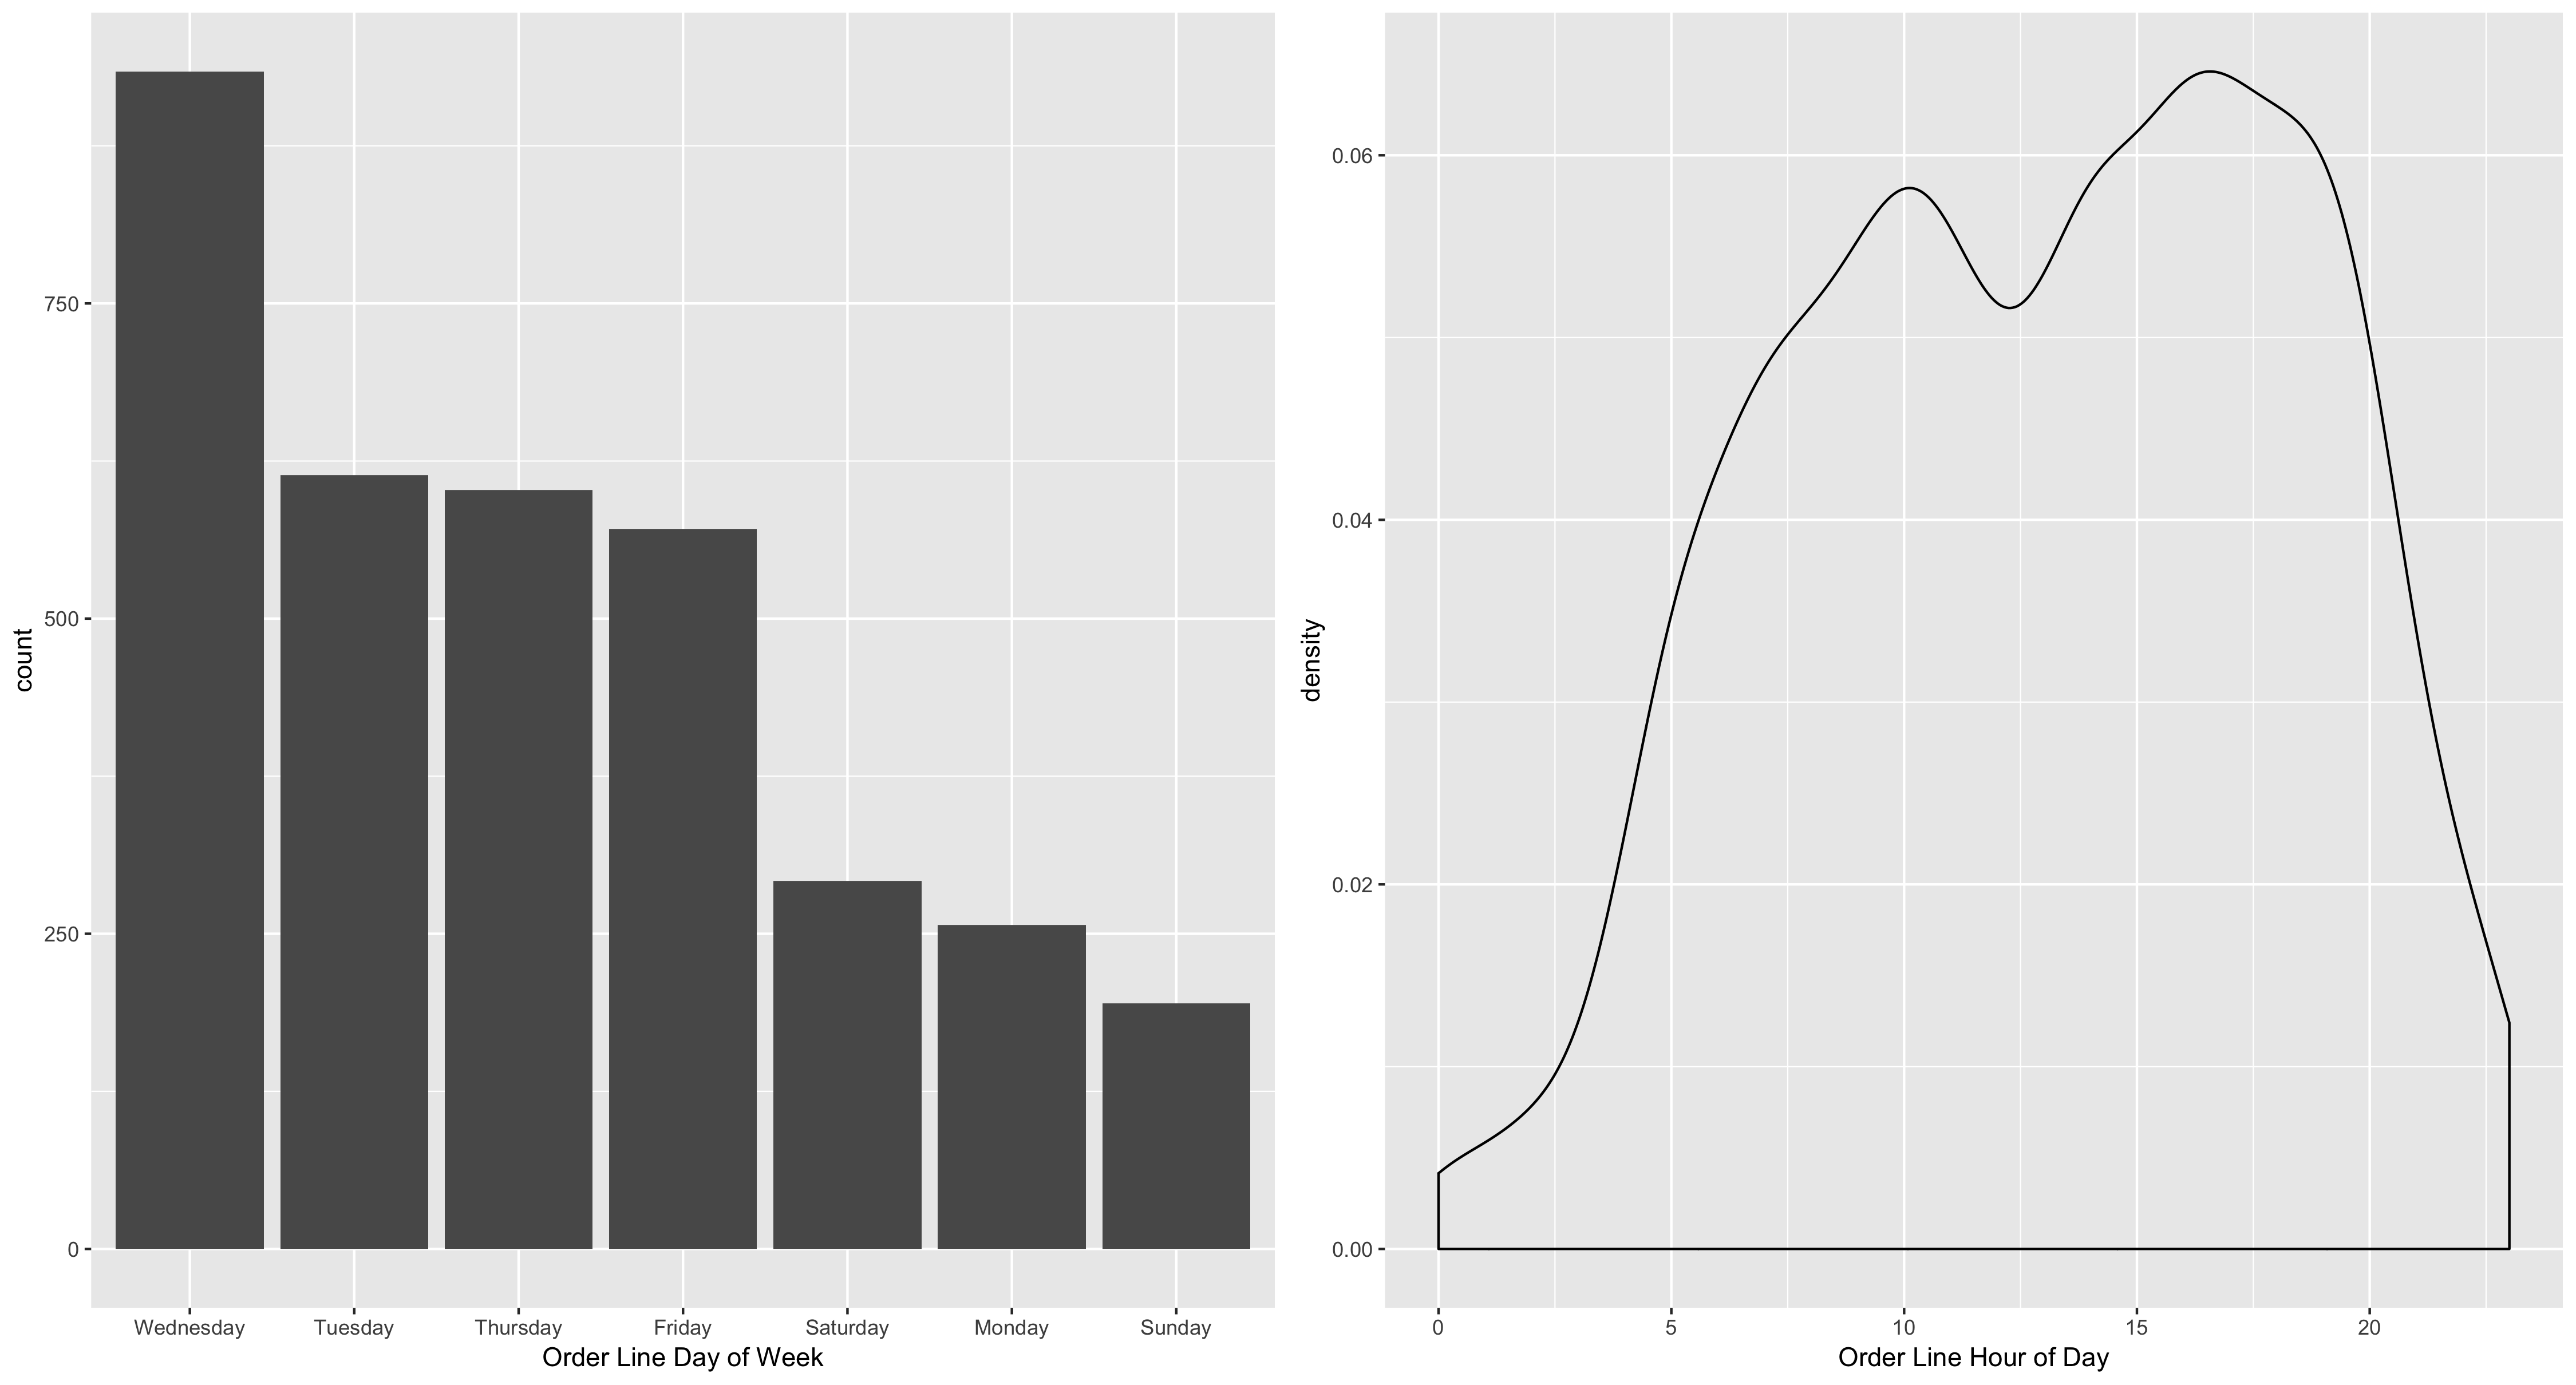 count
750
500
250
0
Wednesday Tuesday Thursday Friday Saturday Monday Sunday
Order Line Day of Week
density
0.06
0.04
0.02
0.00
0 5 10 15 20
Order Line Hour of Day